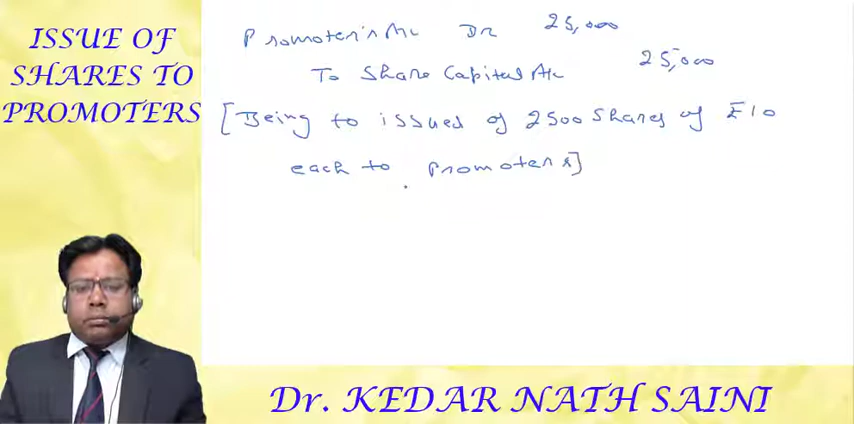 ISSUE OF
SHARES TO
PROMOTERS
Promoter's A/c Dr 25,000
To Share Capital A/c 25,000
[Being to issued of 2500 Shares of ₹10
each to promoters]
Dr. KEDAR NATH SAINI